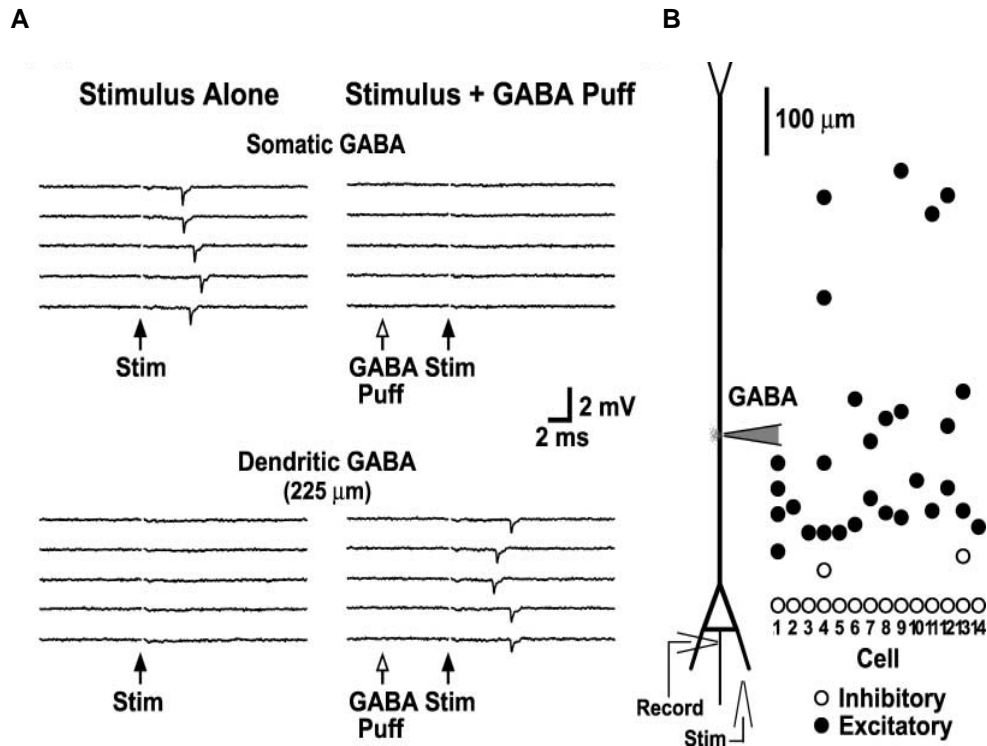 A
B
Stimulus Alone
Stimulus + GABA Puff
Somatic GABA
Stim
GABA Stim
Puff
2 mV
2 ms
Dendritic GABA
(225 μm)
Stim
GABA Stim
Puff
100 μm
GABA
Record
Stim
1 2 3 4 5 6 7 8 9 10 11 12 13 14
Cell
Inhibitory
Excitatory